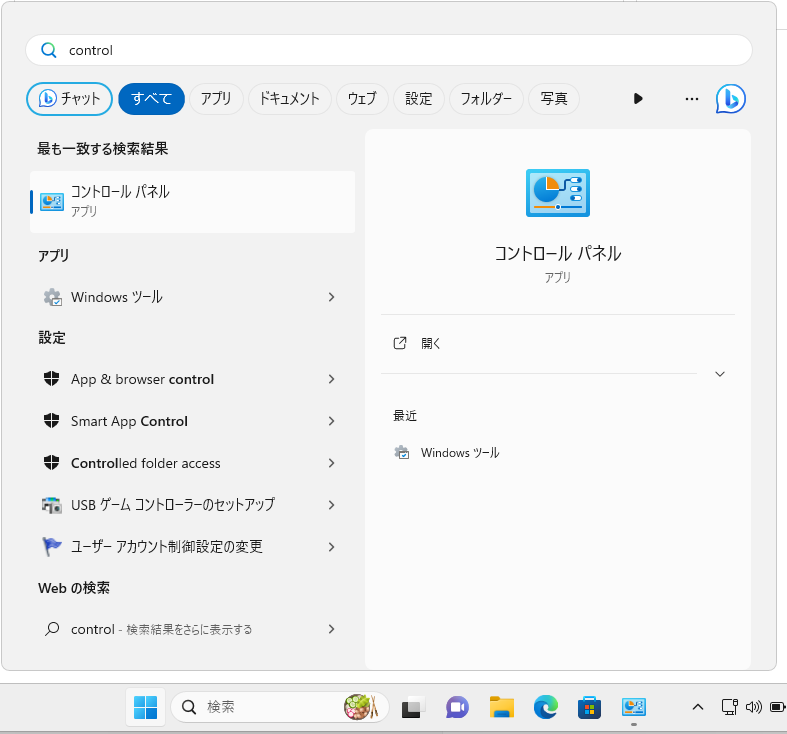 control
チャット すべて アプリ ドキュメント ウェブ 設定 フォルダー 写真
最も一致する検索結果
コントロール パネル
アプリ
アプリ
Windows ツール
設定
App & browser control
Smart App Control
Controlled folder access
USB ゲーム コントローラーのセットアップ
ユーザー アカウント制御設定の変更
Web の検索
control - 検索結果をさらに表示する
コントロール パネル
アプリ
開く
最近
Windows ツール
検索